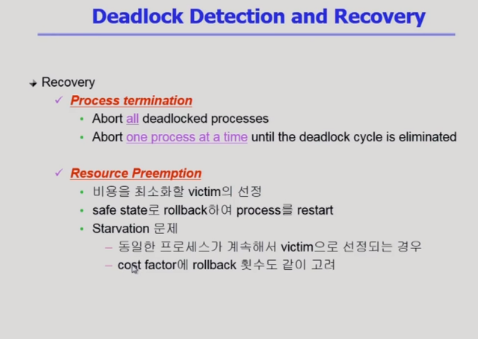 Deadlock Detection and Recovery
Recovery
Process termination
Abort all deadlocked processes
Abort one process at a time until the deadlock cycle is eliminated
Resource Preemption
비용을 최소화할 victim의 선정
safe state로 rollback하여 process를 restart
Starvation 문제
동일한 프로세스가 계속해서 victim으로 선정되는 경우
cost factor에 rollback 횟수도 같이 고려